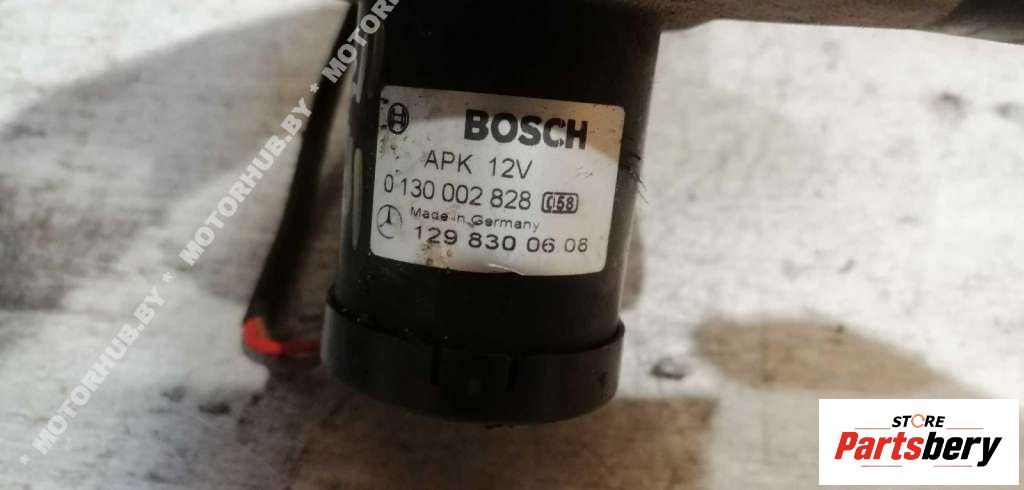 BOSCH
APK 12V
0 130 002 828 058
Made in Germany
129 830 06 08
* MOTORHUB.BY * MOTORHUB.BY * MOTORHUB
STORE
Partsbery